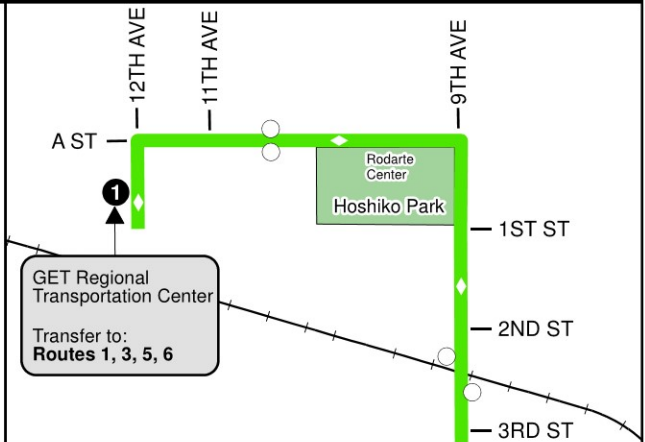 12TH AVE
11TH AVE
9TH AVE
A ST
Rodarte
Center
Hoshiko Park
1
1ST ST
GET Regional
Transportation Center
Transfer to:
Routes 1, 3, 5, 6
2ND ST
3RD ST